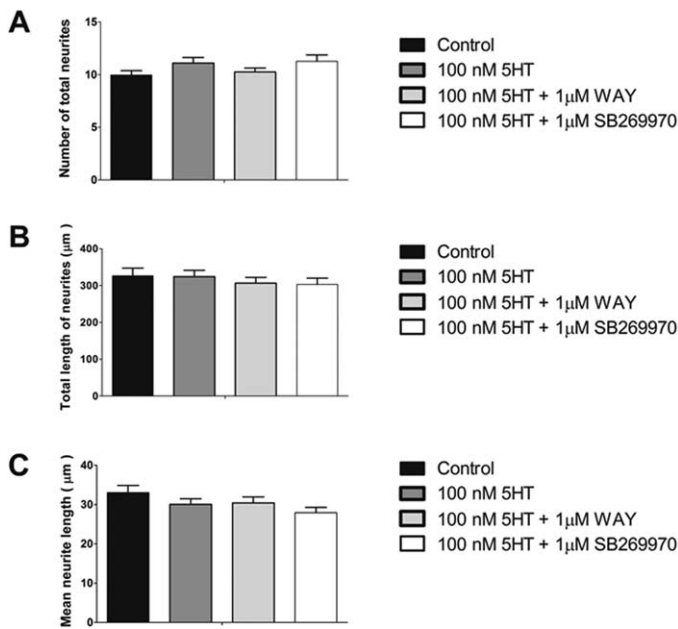 A
Number of total neurites
15
10
5
0
Control
100 nM 5HT
100 nM 5HT + 1μM WAY
100 nM 5HT + 1μM SB269970
B
Total length of neurites (μm )
400
300
200
100
0
Control
100 nM 5HT
100 nM 5HT + 1μM WAY
100 nM 5HT + 1μM SB269970
C
Mean neurite length ( μm )
40
30
20
10
0
Control
100 nM 5HT
100 nM 5HT + 1μM WAY
100 nM 5HT + 1μM SB269970